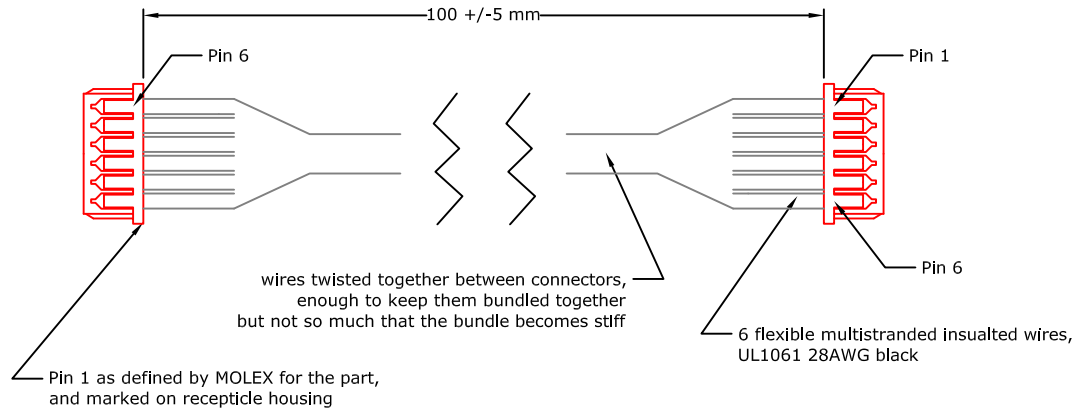 100 +/-5 mm
Pin 6
Pin 1
Pin 6
wires twisted together between connectors,
enough to keep them bundled together
but not so much that the bundle becomes stiff
6 flexible multistranded insualted wires,
UL1061 28AWG black
Pin 1 as defined by MOLEX for the part,
and marked on recepticle housing